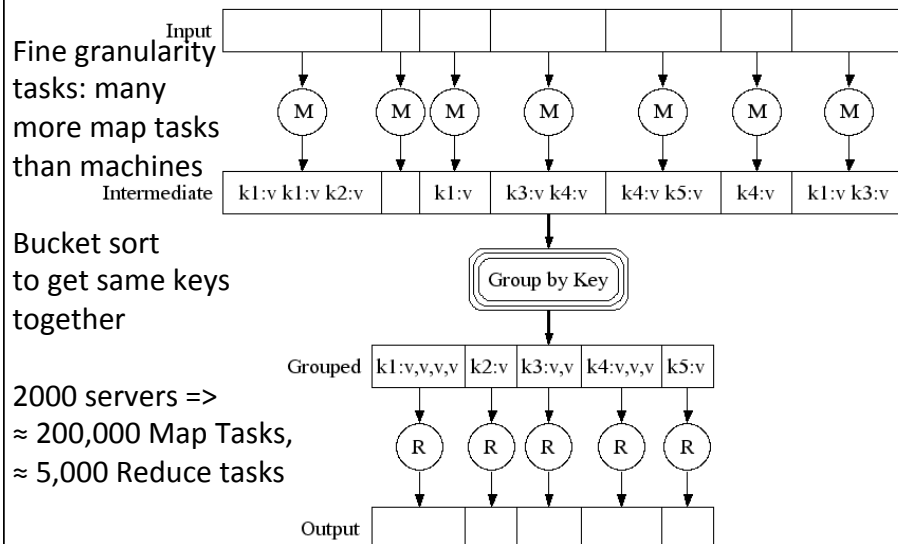 Input
Fine granularity
tasks: many
more map tasks
than machines
M M M M M M M
Intermediate k1:v k1:v k2:v k1:v k3:v k4:v k4:v k5:v k4:v k1:v k3:v
Bucket sort
to get same keys
together
Group by Key
Grouped k1:v,v,v,v k2:v k3:v,v k4:v,v,v k5:v
2000 servers =>
≈ 200,000 Map Tasks,
≈ 5,000 Reduce tasks
R R R R R
Output